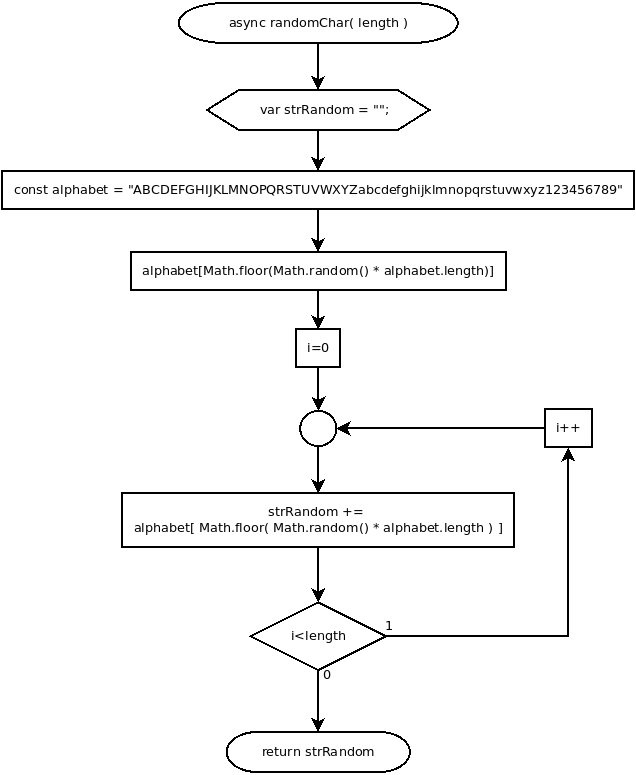 async randomChar( length )
var strRandom = "";
const alphabet = "ABCDEFGHIJKLMNOPQRSTUVWXYZabcdefghijklmnopqrstuvwxyz123456789"
alphabet[Math.floor(Math.random() * alphabet.length)]
i=0
i++
strRandom +=
alphabet[ Math.floor( Math.random() * alphabet.length ) ]
i<length
1
0
return strRandom